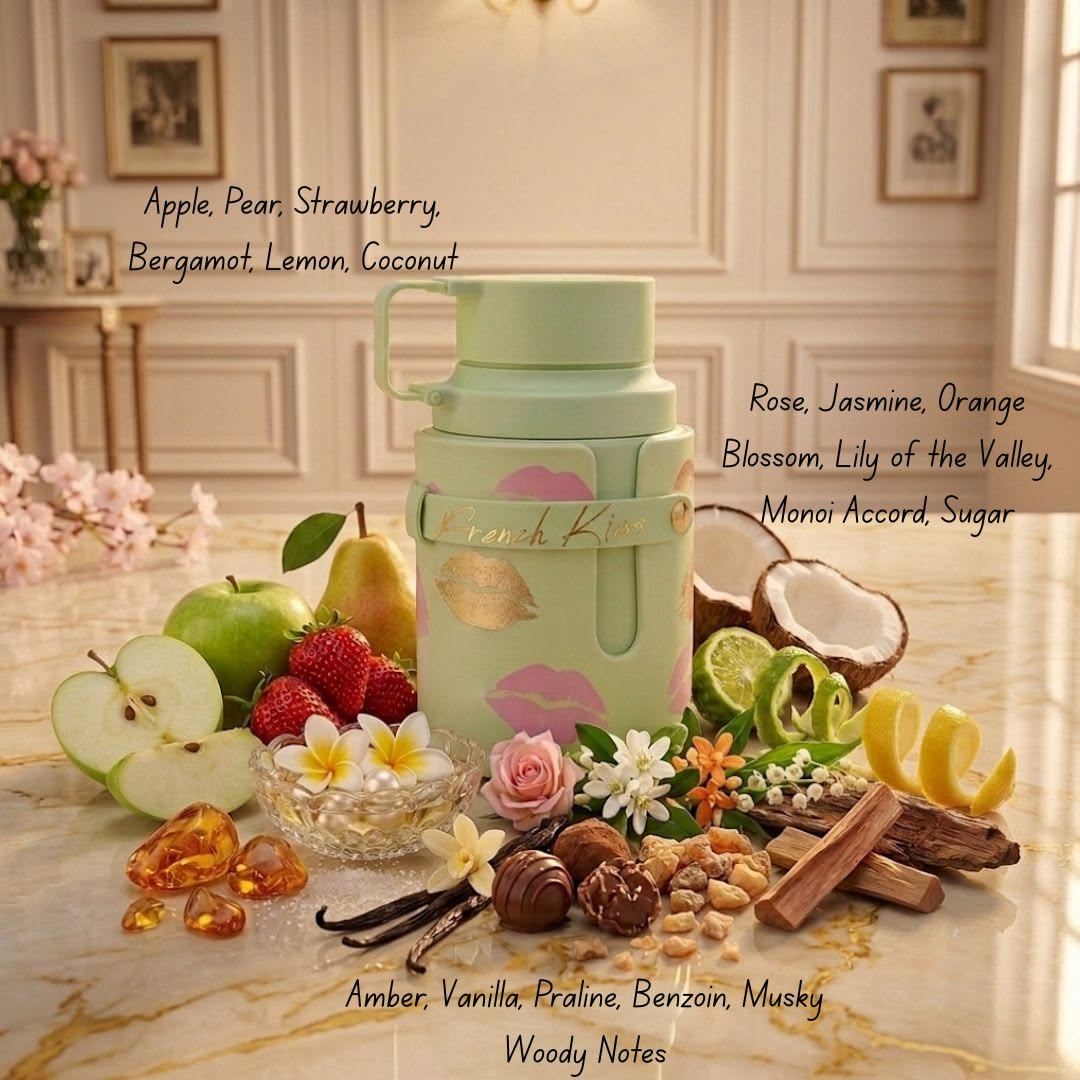 Apple, Pear, Strawberry,
Bergamot, Lemon, Coconut
Rose, Jasmine, Orange
Blossom, Lily of the Valley,
Monoi Accord, Sugar
French Kiss
Amber, Vanilla, Praline, Benzoin, Musky
Woody Notes